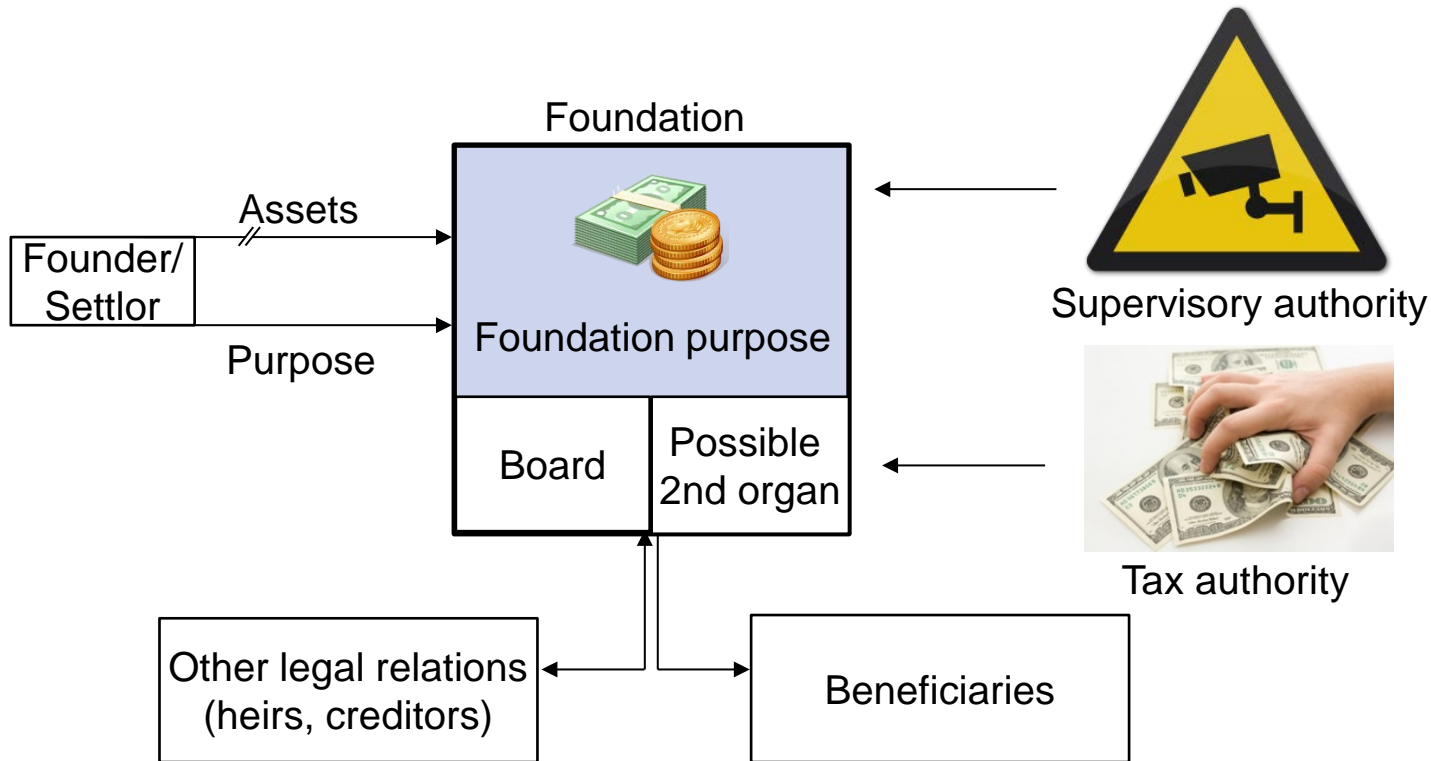 Foundation
Assets
Founder/
Settlor
Purpose
Foundation purpose
Board
Possible
2nd organ
Supervisory authority
Tax authority
Other legal relations
(heirs, creditors)
Beneficiaries